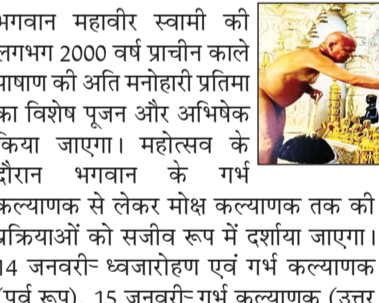 भगवान महावीर स्वामी की
लगभग 2000 वर्ष प्राचीन काले
पाषाण की अति मनोहारी प्रतिमा
का विशेष पूजन और अभिषेक
किया जाएगा। महोत्सव के
दौरान भगवान के गर्भ
कल्याणक से लेकर मोक्ष कल्याणक तक की
प्रक्रियाओं को सजीव रूप में दर्शाया जाएगा।
14 जनवरी- ध्वजारोहण एवं गर्भ कल्याणक
(पूर्व रूप), 15 जनवरी- गर्भ कल्याणक (उत्तर